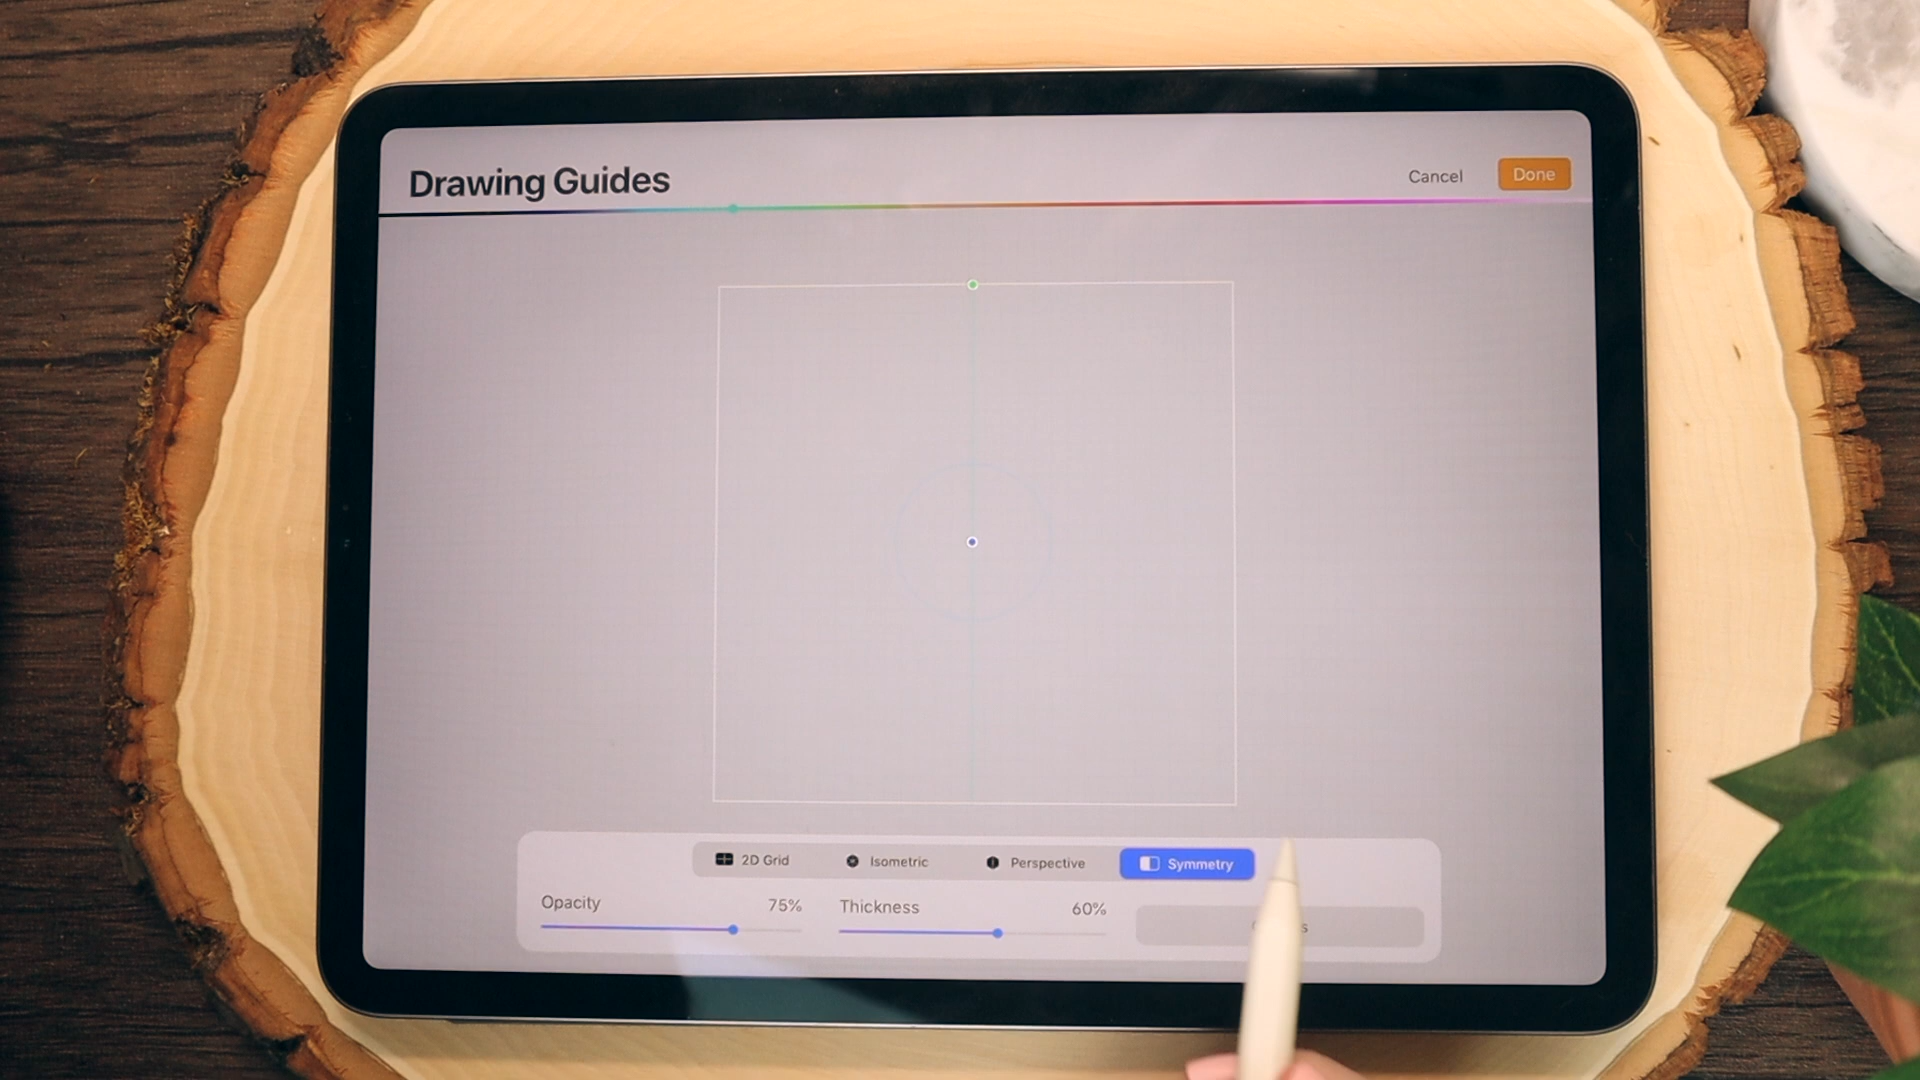 Drawing Guides
Cancel
Done
2D Grid
Isometric
Perspective
Symmetry
Opacity
75%
Thickness
60%